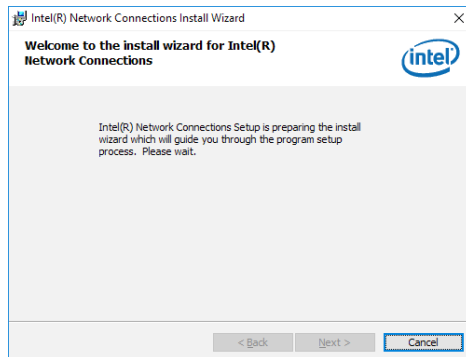 Intel(R) Network Connections Install Wizard
Welcome to the install wizard for Intel(R)
Network Connections
intel
Intel(R) Network Connections Setup is preparing the install
wizard which will guide you through the program setup
process. Please wait.
< Back
Next >
Cancel